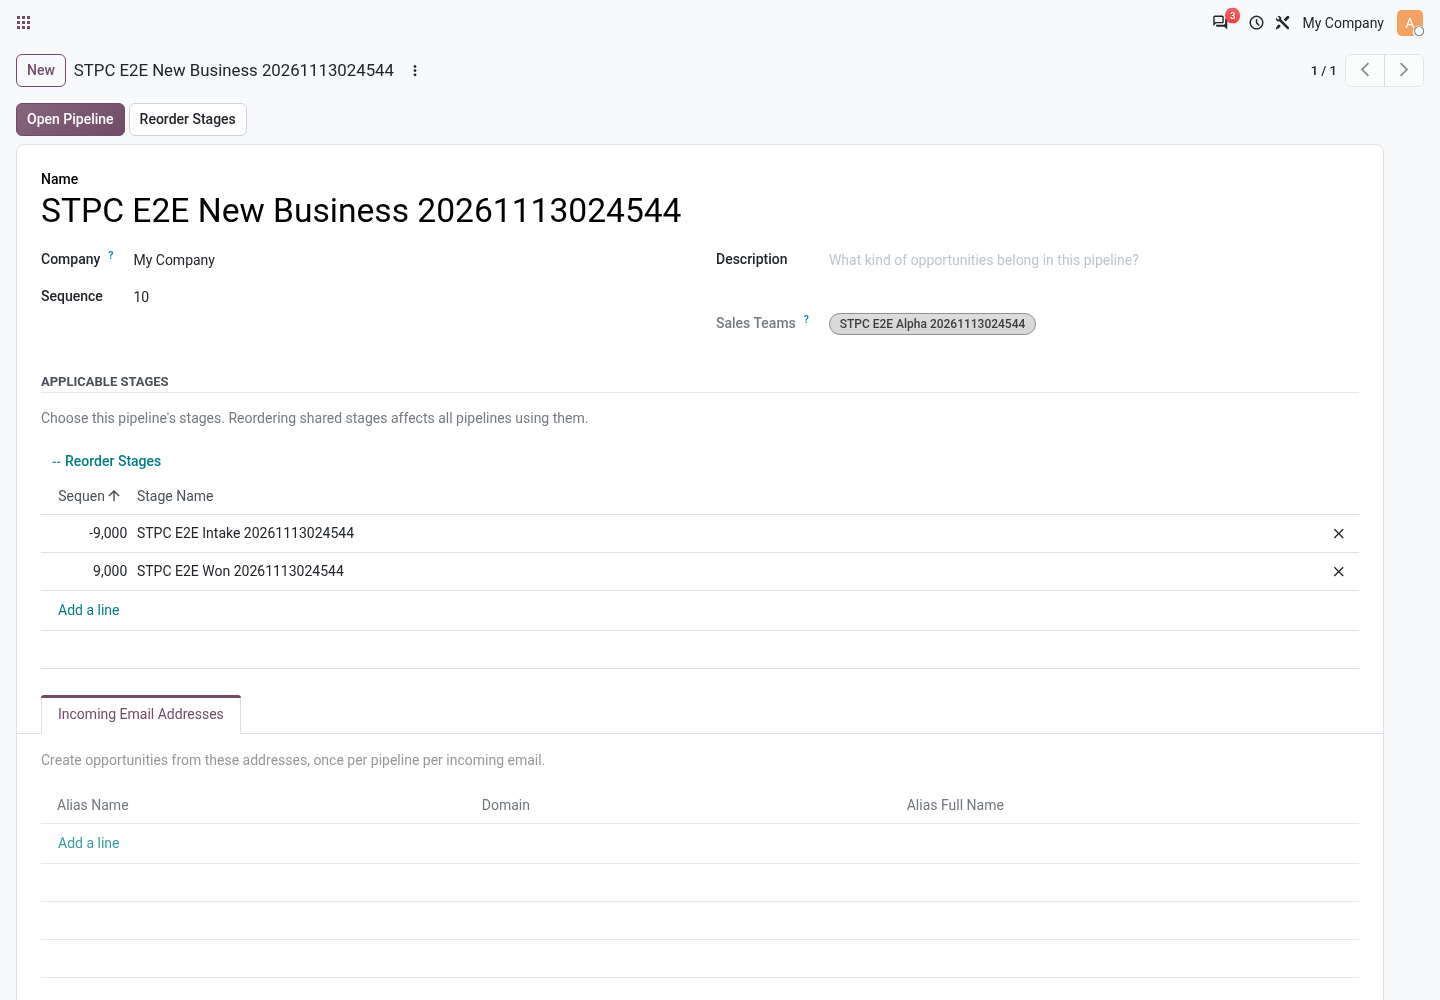 3
My Company
A
New
STPC E2E New Business 20261113024544
1 / 1
Open Pipeline
Reorder Stages
Name
STPC E2E New Business 20261113024544
Company ?
My Company
Description
What kind of opportunities belong in this pipeline?
Sequence
10
Sales Teams ?
STPC E2E Alpha 20261113024544
APPLICABLE STAGES
Choose this pipeline's stages. Reordering shared stages affects all pipelines using them.
-- Reorder Stages
Sequen
Stage Name
-9,000
STPC E2E Intake 20261113024544
9,000
STPC E2E Won 20261113024544
Add a line
Incoming Email Addresses
Create opportunities from these addresses, once per pipeline per incoming email.
Alias Name
Domain
Alias Full Name
Add a line